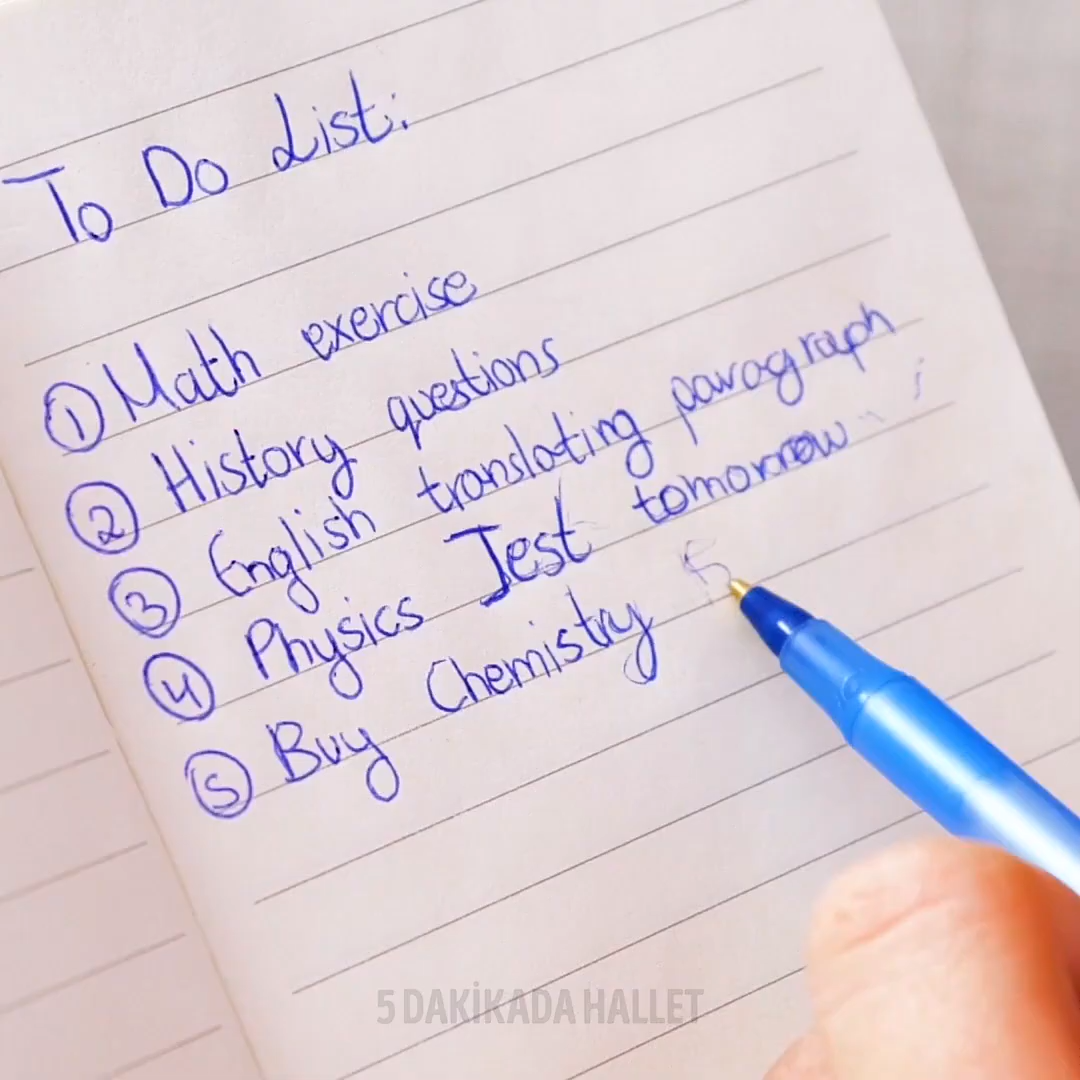 To Do List:
① Math exercise
② History questions
③ English translating paragraph
④ Physics Test tomorrow
⑤ Buy Chemistry
5 DAKİKADA HALLET